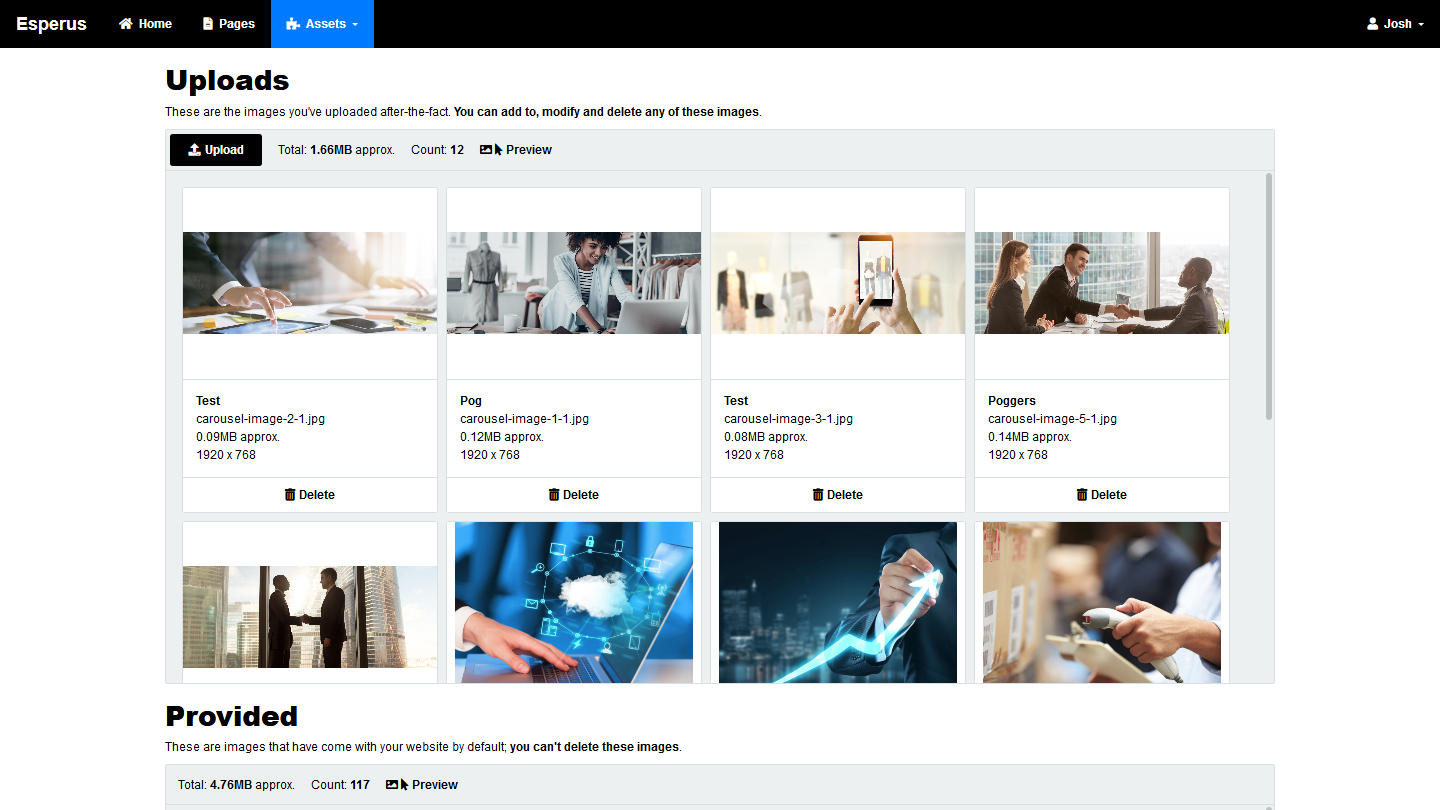 Esperus Home Pages Assets Josh
Uploads
These are the images you've uploaded after-the-fact. You can add to, modify and delete any of these images.
Upload Total: 1.66MB approx. Count: 12 Preview
Test
carousel-image-2-1.jpg
0.09MB approx.
1920 x 768
Delete
Pog
carousel-image-1-1.jpg
0.12MB approx.
1920 x 768
Delete
Test
carousel-image-3-1.jpg
0.08MB approx.
1920 x 768
Delete
Poggers
carousel-image-5-1.jpg
0.14MB approx.
1920 x 768
Delete
Provided
These are images that have come with your website by default; you can't delete these images.
Total: 4.76MB approx. Count: 117 Preview